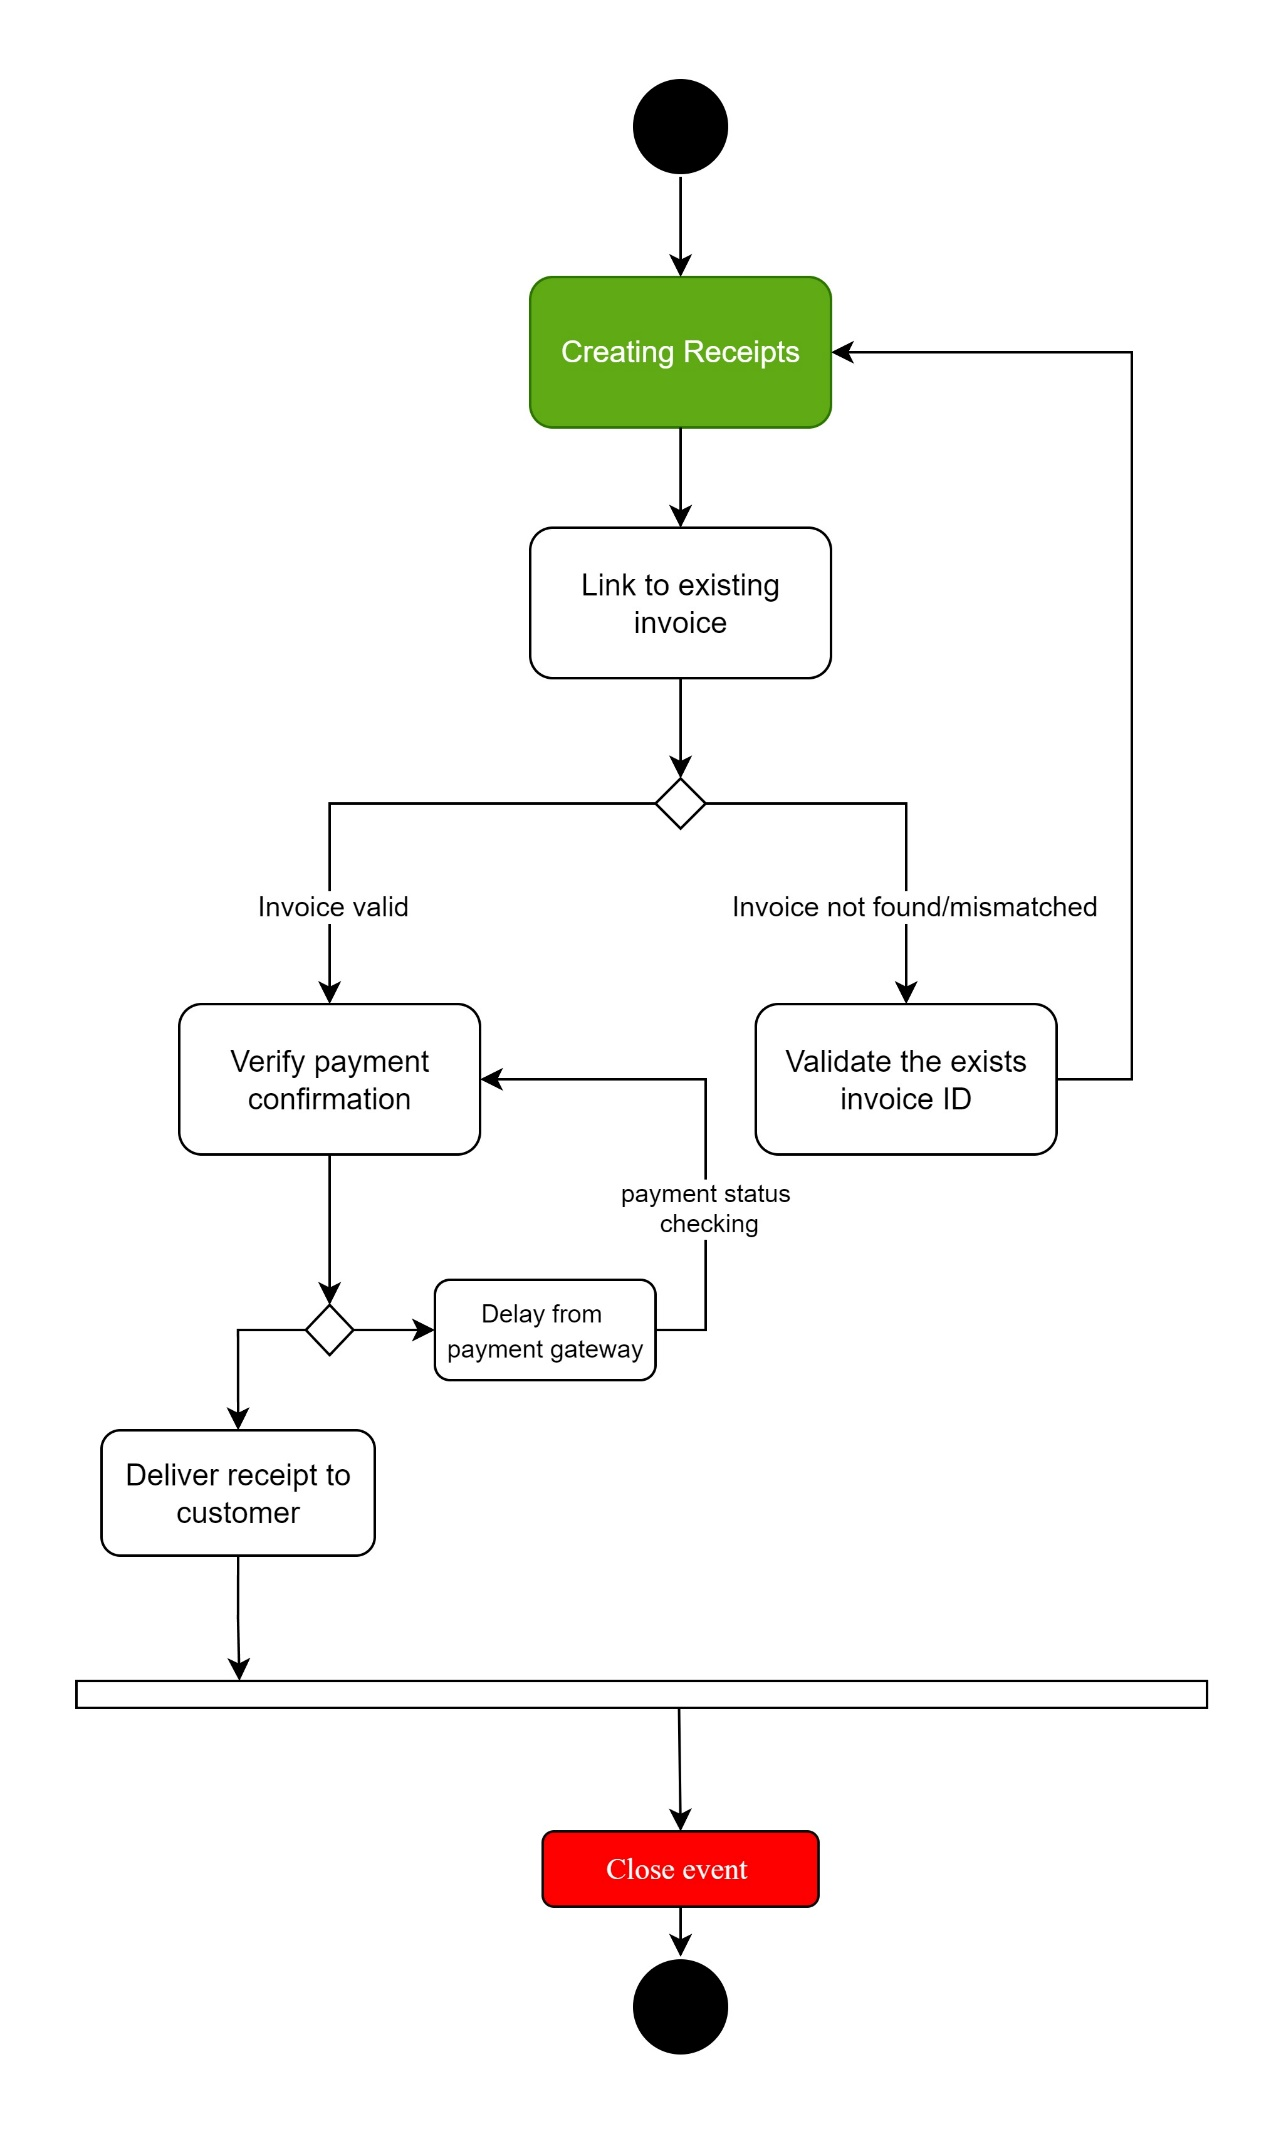 Creating Receipts
Link to existing
invoice
Invoice valid
Invoice not found/mismatched
Verify payment
confirmation
Validate the exists
invoice ID
payment status
checking
Delay from
payment gateway
Deliver receipt to
customer
Close event